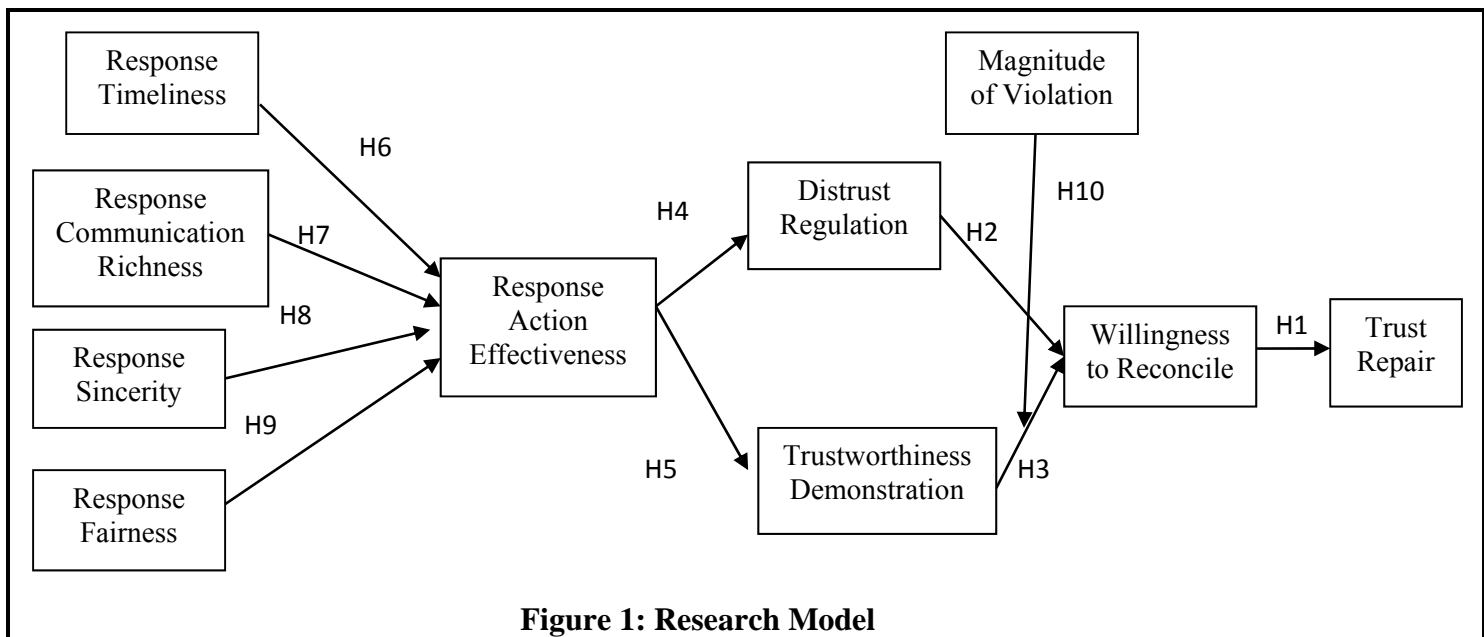 Response
Timeliness
H6
Response
Communication
Richness
H7
H8
Response
Sincerity
H9
Response
Fairness
Response
Action
Effectiveness
H4
H5
Distrust
Regulation
H2
Magnitude
of Violation
H10
Trustworthiness
Demonstration
H3
Willingness
to Reconcile
H1
Trust
Repair
Figure 1: Research Model